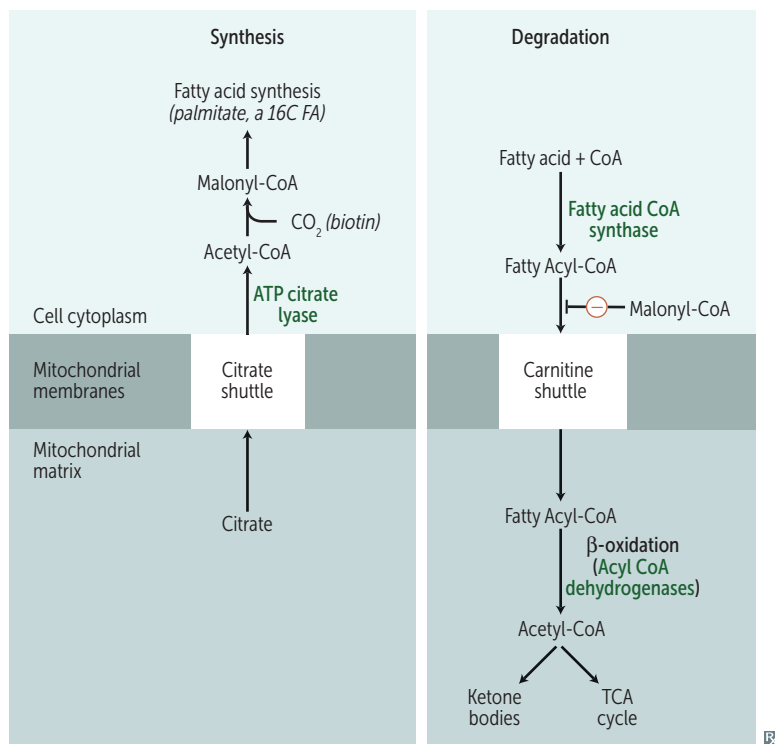 Synthesis
Fatty acid synthesis
(palmitate, a 16C FA)
Malonyl-CoA
CO₂ (biotin)
Acetyl-CoA
ATP citrate
lyase
Cell cytoplasm
Mitochondrial
membranes
Citrate
shuttle
Mitochondrial
matrix
Citrate
Degradation
Fatty acid + CoA
Fatty acid CoA
synthase
Fatty Acyl-CoA
−
Malonyl-CoA
Carnitine
shuttle
Fatty Acyl-CoA
β-oxidation
(Acyl CoA
dehydrogenases)
Acetyl-CoA
Ketone
bodies
TCA
cycle
℞